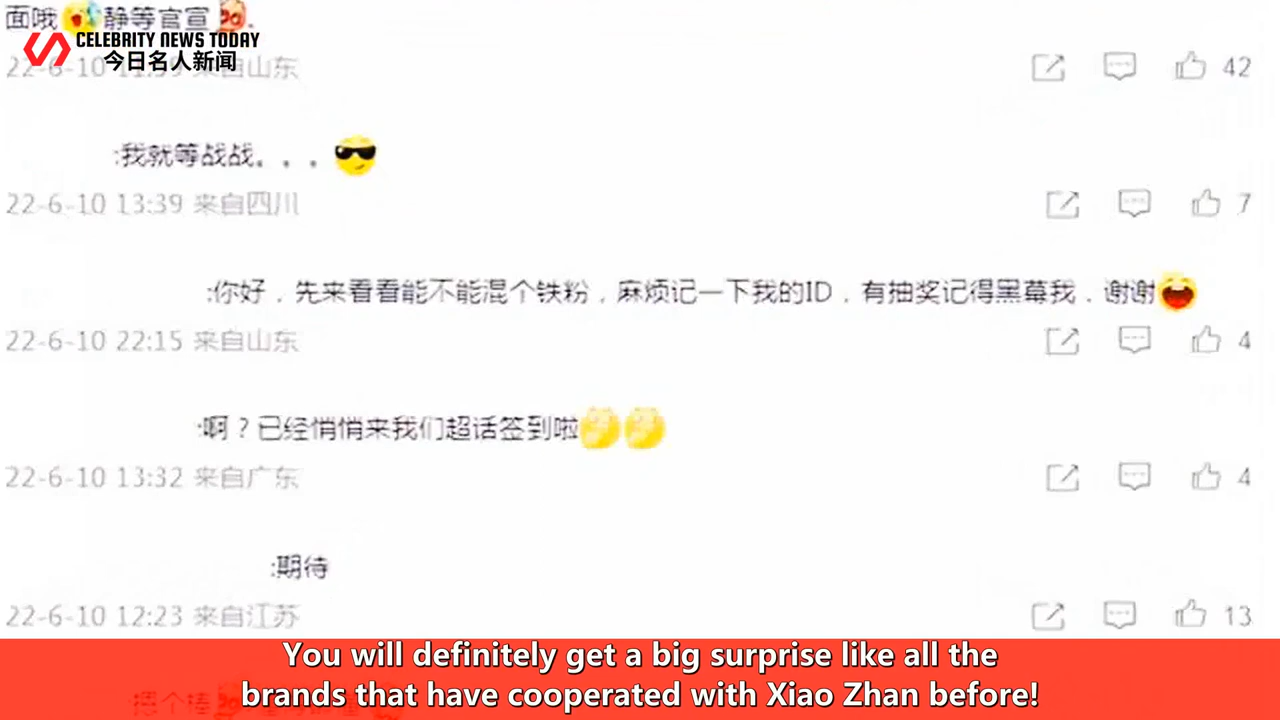 面哦 静等官宣 .
CELEBRITY NEWS TODAY
今日名人新闻
来自山东
42
:我就等战战。。。
22-6-10 13:39 来自四川
7
:你好，先来看看能不能混个铁粉，麻烦记一下我的ID，有抽奖记得黑幕我，谢谢
22-6-10 22:15 来自山东
4
:啊？已经悄悄来我们超话签到啦
22-6-10 13:32 来自广东
4
:期待
22-6-10 12:23 来自江苏
13
You will definitely get a big surprise like all the
brands that have cooperated with Xiao Zhan before!